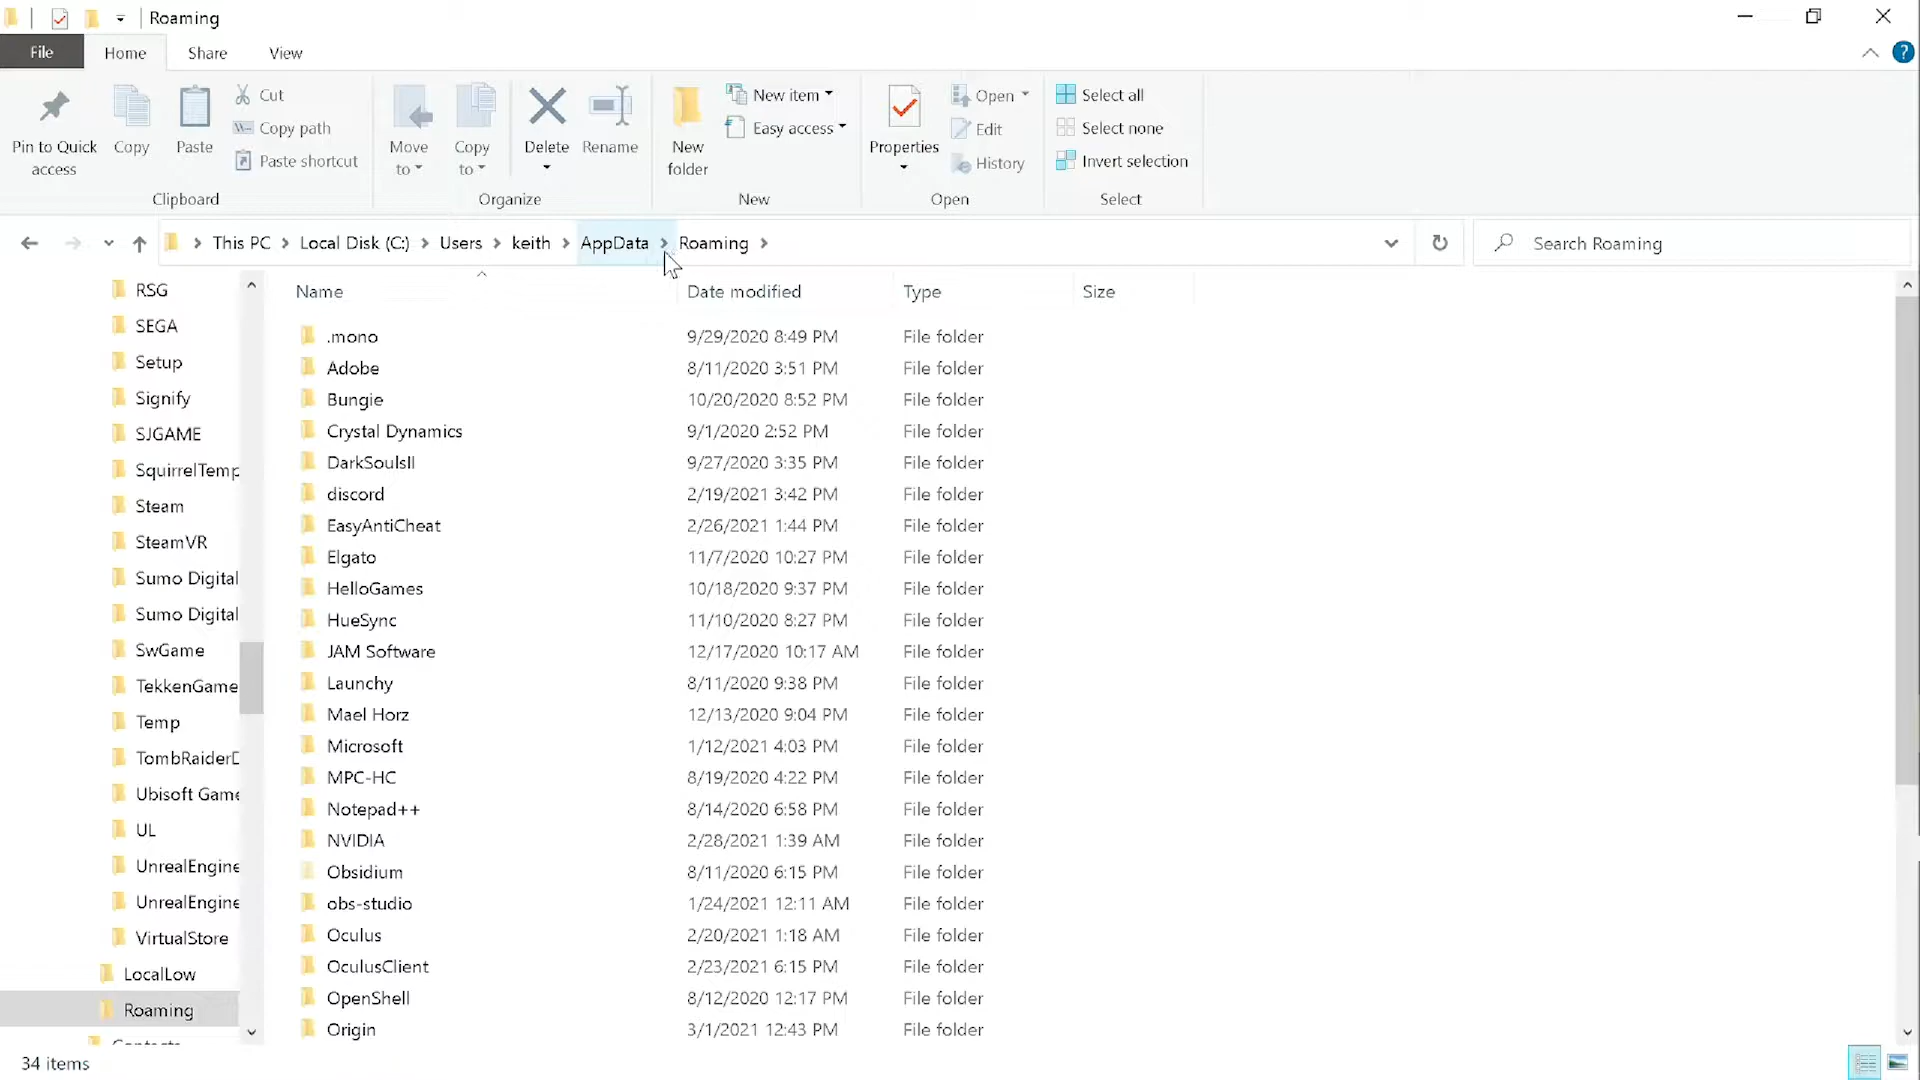 Roaming
File Home Share View
Pin to Quick access
Copy
Paste
Cut
Copy path
Paste shortcut
Clipboard
Move to
Copy to
Delete
Rename
Organize
New folder
New item
Easy access
New
Properties
Open
Edit
History
Open
Select all
Select none
Invert selection
Select
This PC > Local Disk (C:) > Users > keith > AppData > Roaming >
Search Roaming
RSG
SEGA
Setup
Signify
SJGAME
SquirrelTemp
Steam
SteamVR
Sumo Digital
Sumo Digital
SwGame
TekkenGame
Temp
TombRaiderD
Ubisoft Game
UL
UnrealEngine
UnrealEngine
VirtualStore
LocalLow
Roaming
Name Date modified Type Size
.mono 9/29/2020 8:49 PM File folder
Adobe 8/11/2020 3:51 PM File folder
Bungie 10/20/2020 8:52 PM File folder
Crystal Dynamics 9/1/2020 2:52 PM File folder
DarkSoulsII 9/27/2020 3:35 PM File folder
discord 2/19/2021 3:42 PM File folder
EasyAntiCheat 2/26/2021 1:44 PM File folder
Elgato 11/7/2020 10:27 PM File folder
HelloGames 10/18/2020 9:37 PM File folder
HueSync 11/10/2020 8:27 PM File folder
JAM Software 12/17/2020 10:17 AM File folder
Launchy 8/11/2020 9:38 PM File folder
Mael Horz 12/13/2020 9:04 PM File folder
Microsoft 1/12/2021 4:03 PM File folder
MPC-HC 8/19/2020 4:22 PM File folder
Notepad++ 8/14/2020 6:58 PM File folder
NVIDIA 2/28/2021 1:39 AM File folder
Obsidium 8/11/2020 6:15 PM File folder
obs-studio 1/24/2021 12:11 AM File folder
Oculus 2/20/2021 1:18 AM File folder
OculusClient 2/23/2021 6:15 PM File folder
OpenShell 8/12/2020 12:17 PM File folder
Origin 3/1/2021 12:43 PM File folder
34 items